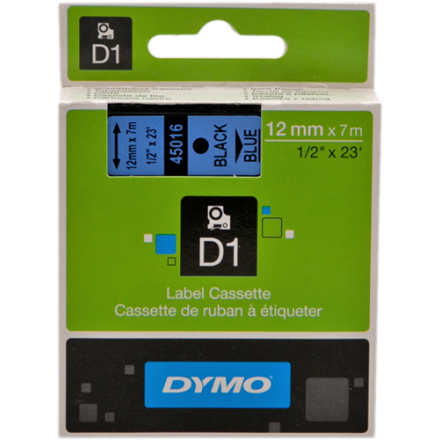 D1
12mm x 7m
1/2" x 23'
45016
BLACK
BLUE
12 mm x 7m
1/2" x 23'
D1
Label Cassette
Cassette de ruban à étiqueter
DYMO